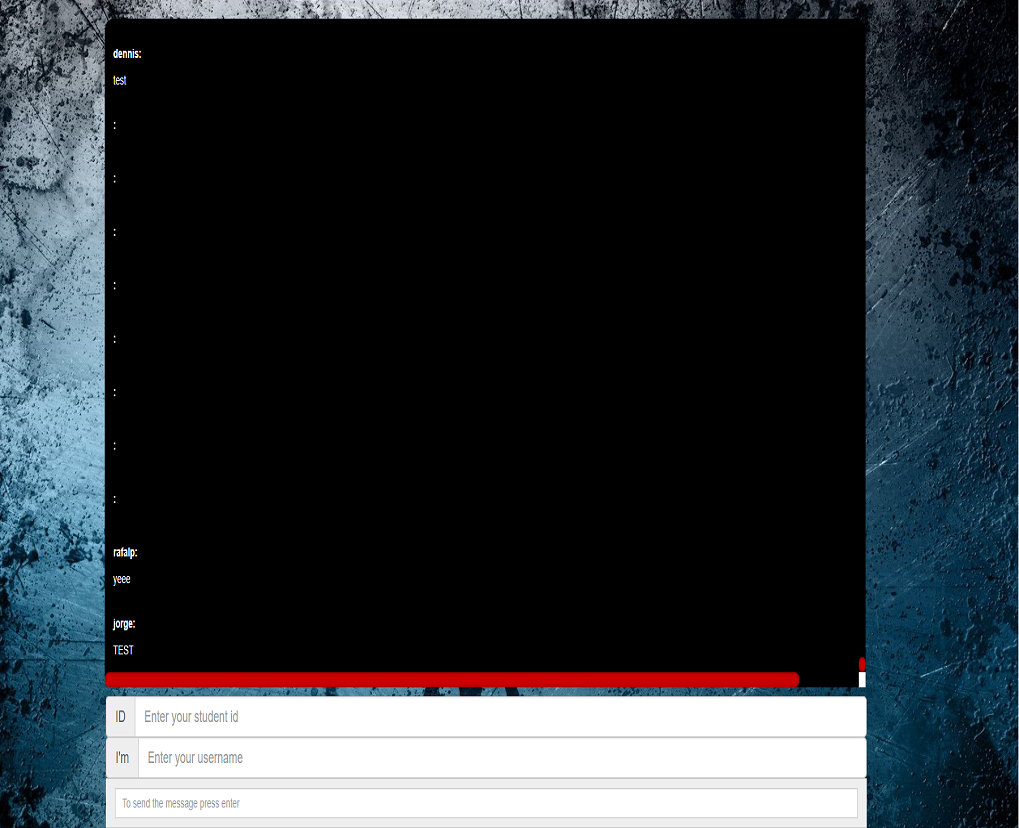 dennis:
test
:
:
:
:
:
:
:
:
rafalp:
yeee
jorge:
TEST
ID Enter your student id
I'm Enter your username
To send the message press enter